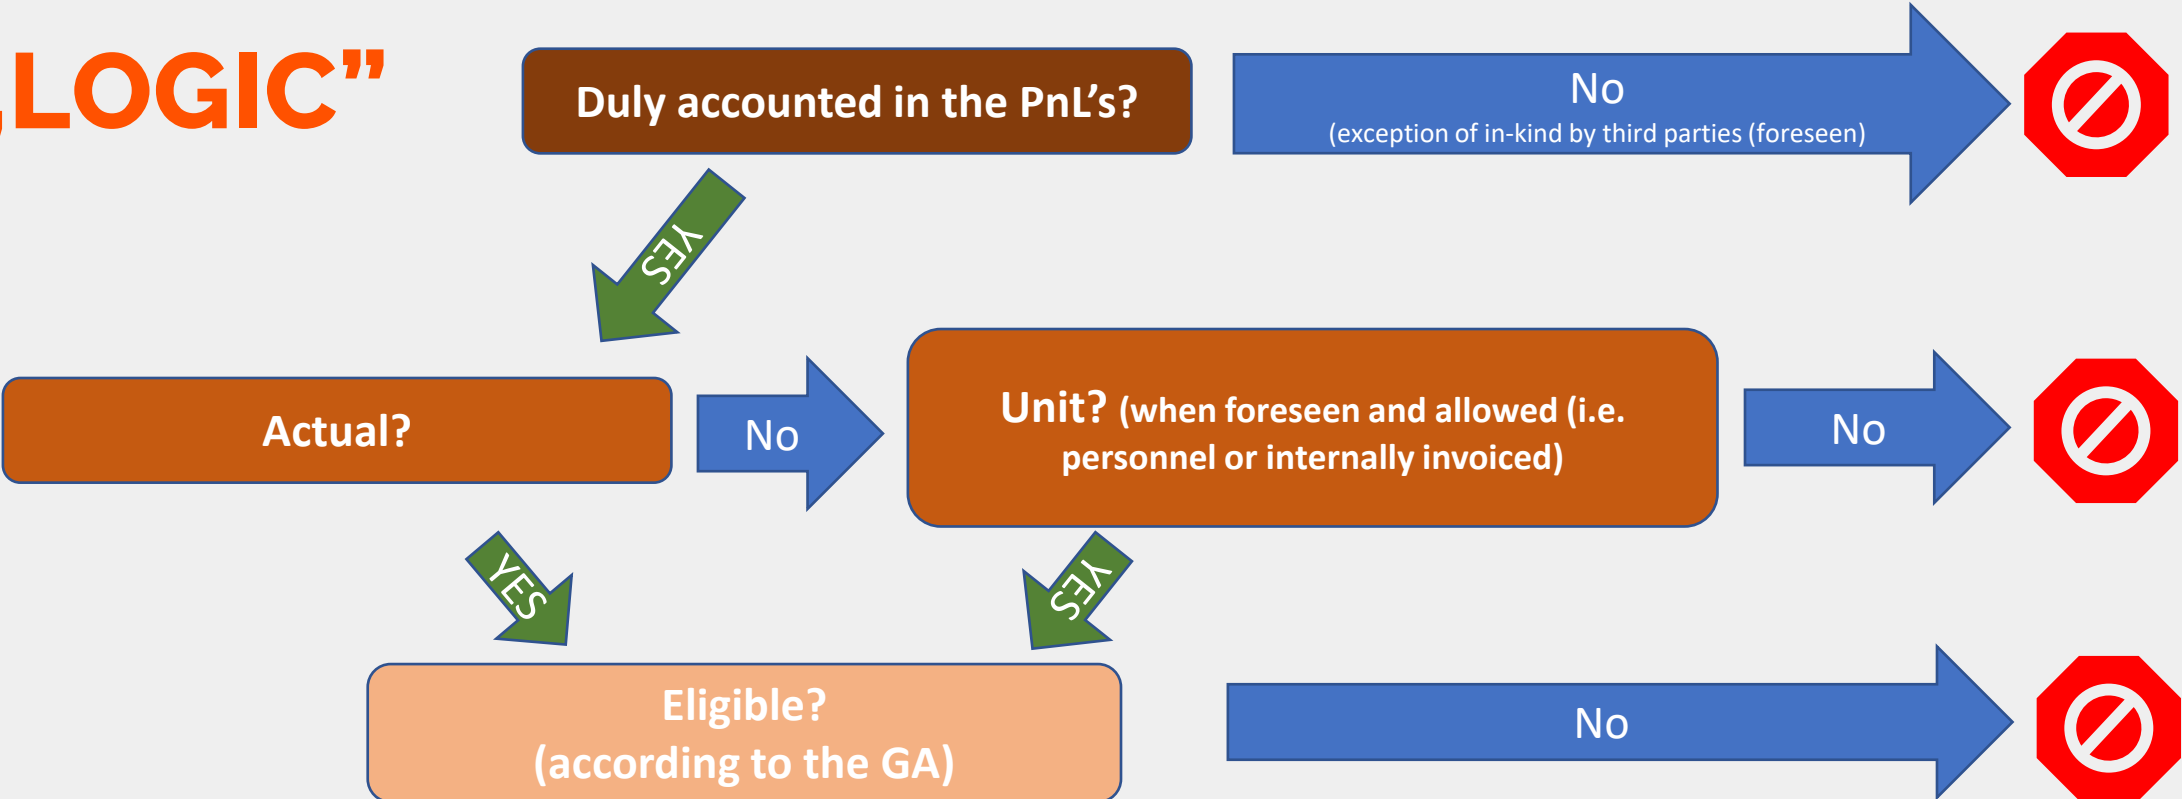 „LOGIC”
Duly accounted in the PnL’s?
No
(exception of in-kind by third parties (foreseen)
YES
Actual?
No
Unit? (when foreseen and allowed (i.e.
personnel or internally invoiced)
No
YES
YES
Eligible?
(according to the GA)
No